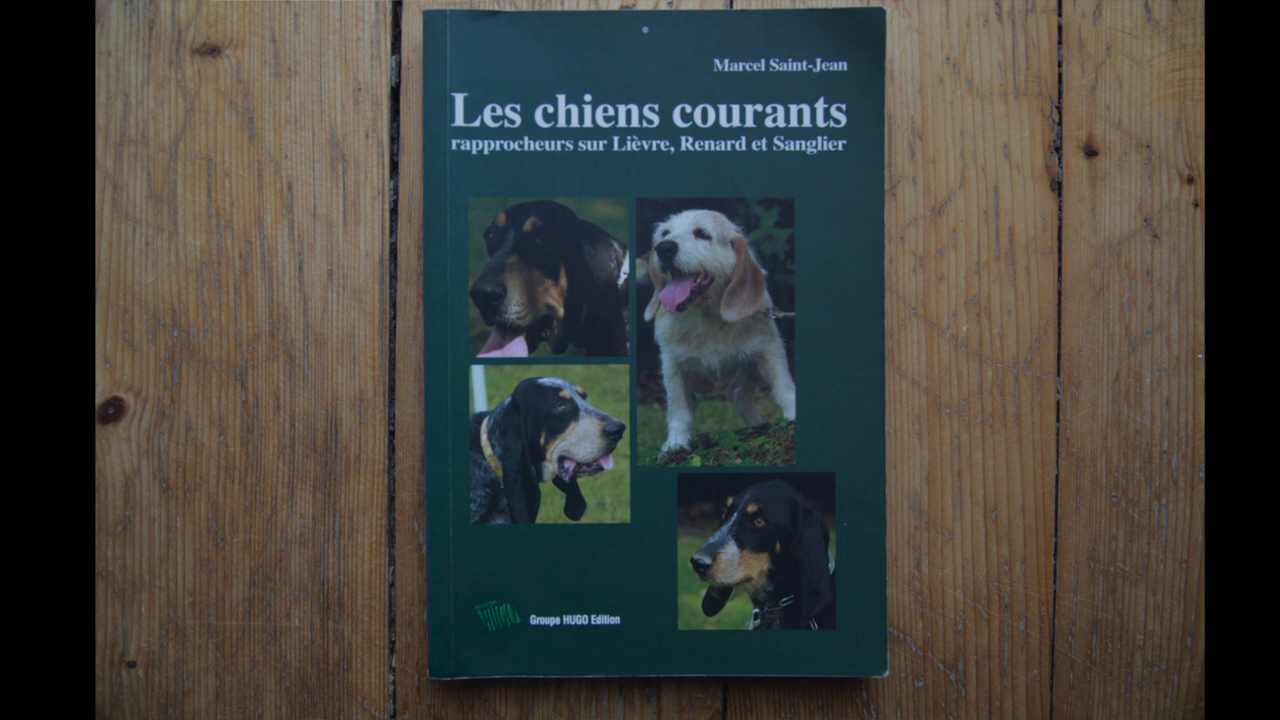 Marcel Saint-Jean
Les chiens courants
rapprocheurs sur Lièvre, Renard et Sanglier
Groupe HUGO Edition